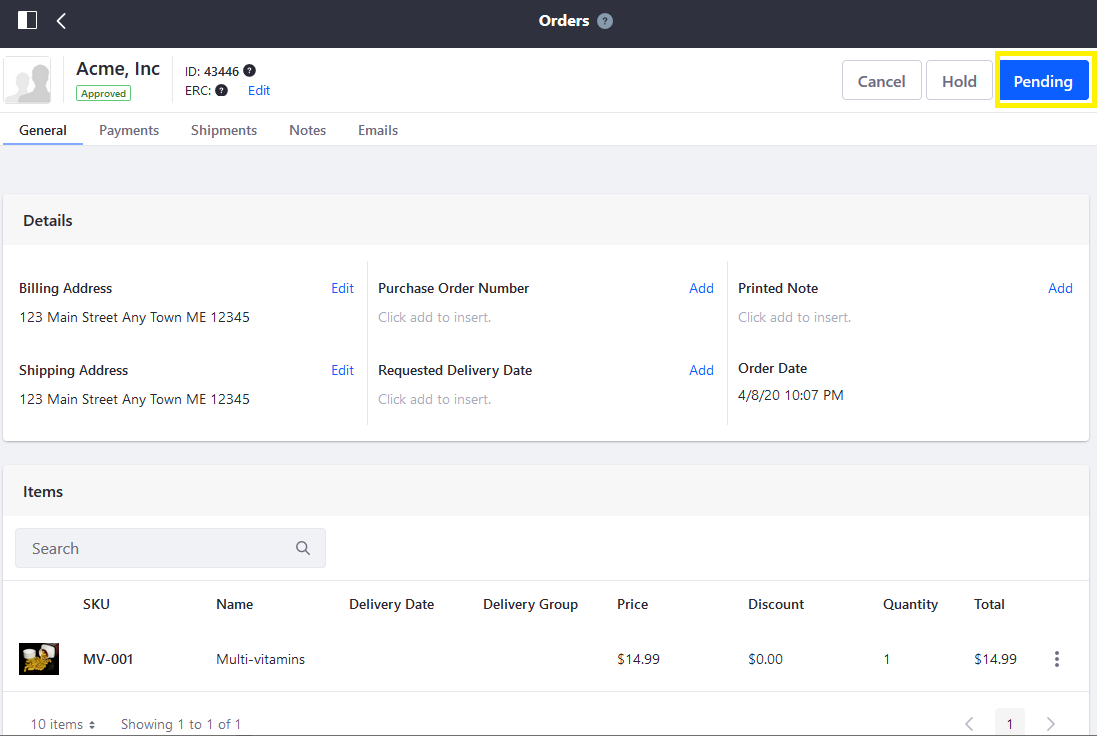 Orders ?
Acme, Inc
Approved
ID: 43446 ?
ERC: ? Edit
Cancel Hold Pending
General Payments Shipments Notes Emails
Details
Billing Address Edit
123 Main Street Any Town ME 12345
Purchase Order Number Add
Click add to insert.
Printed Note Add
Click add to insert.
Shipping Address Edit
123 Main Street Any Town ME 12345
Requested Delivery Date Add
Click add to insert.
Order Date
4/8/20 10:07 PM
Items
Search
SKU Name Delivery Date Delivery Group Price Discount Quantity Total
MV-001 Multi-vitamins $14.99 $0.00 1 $14.99
10 items Showing 1 to 1 of 1 1